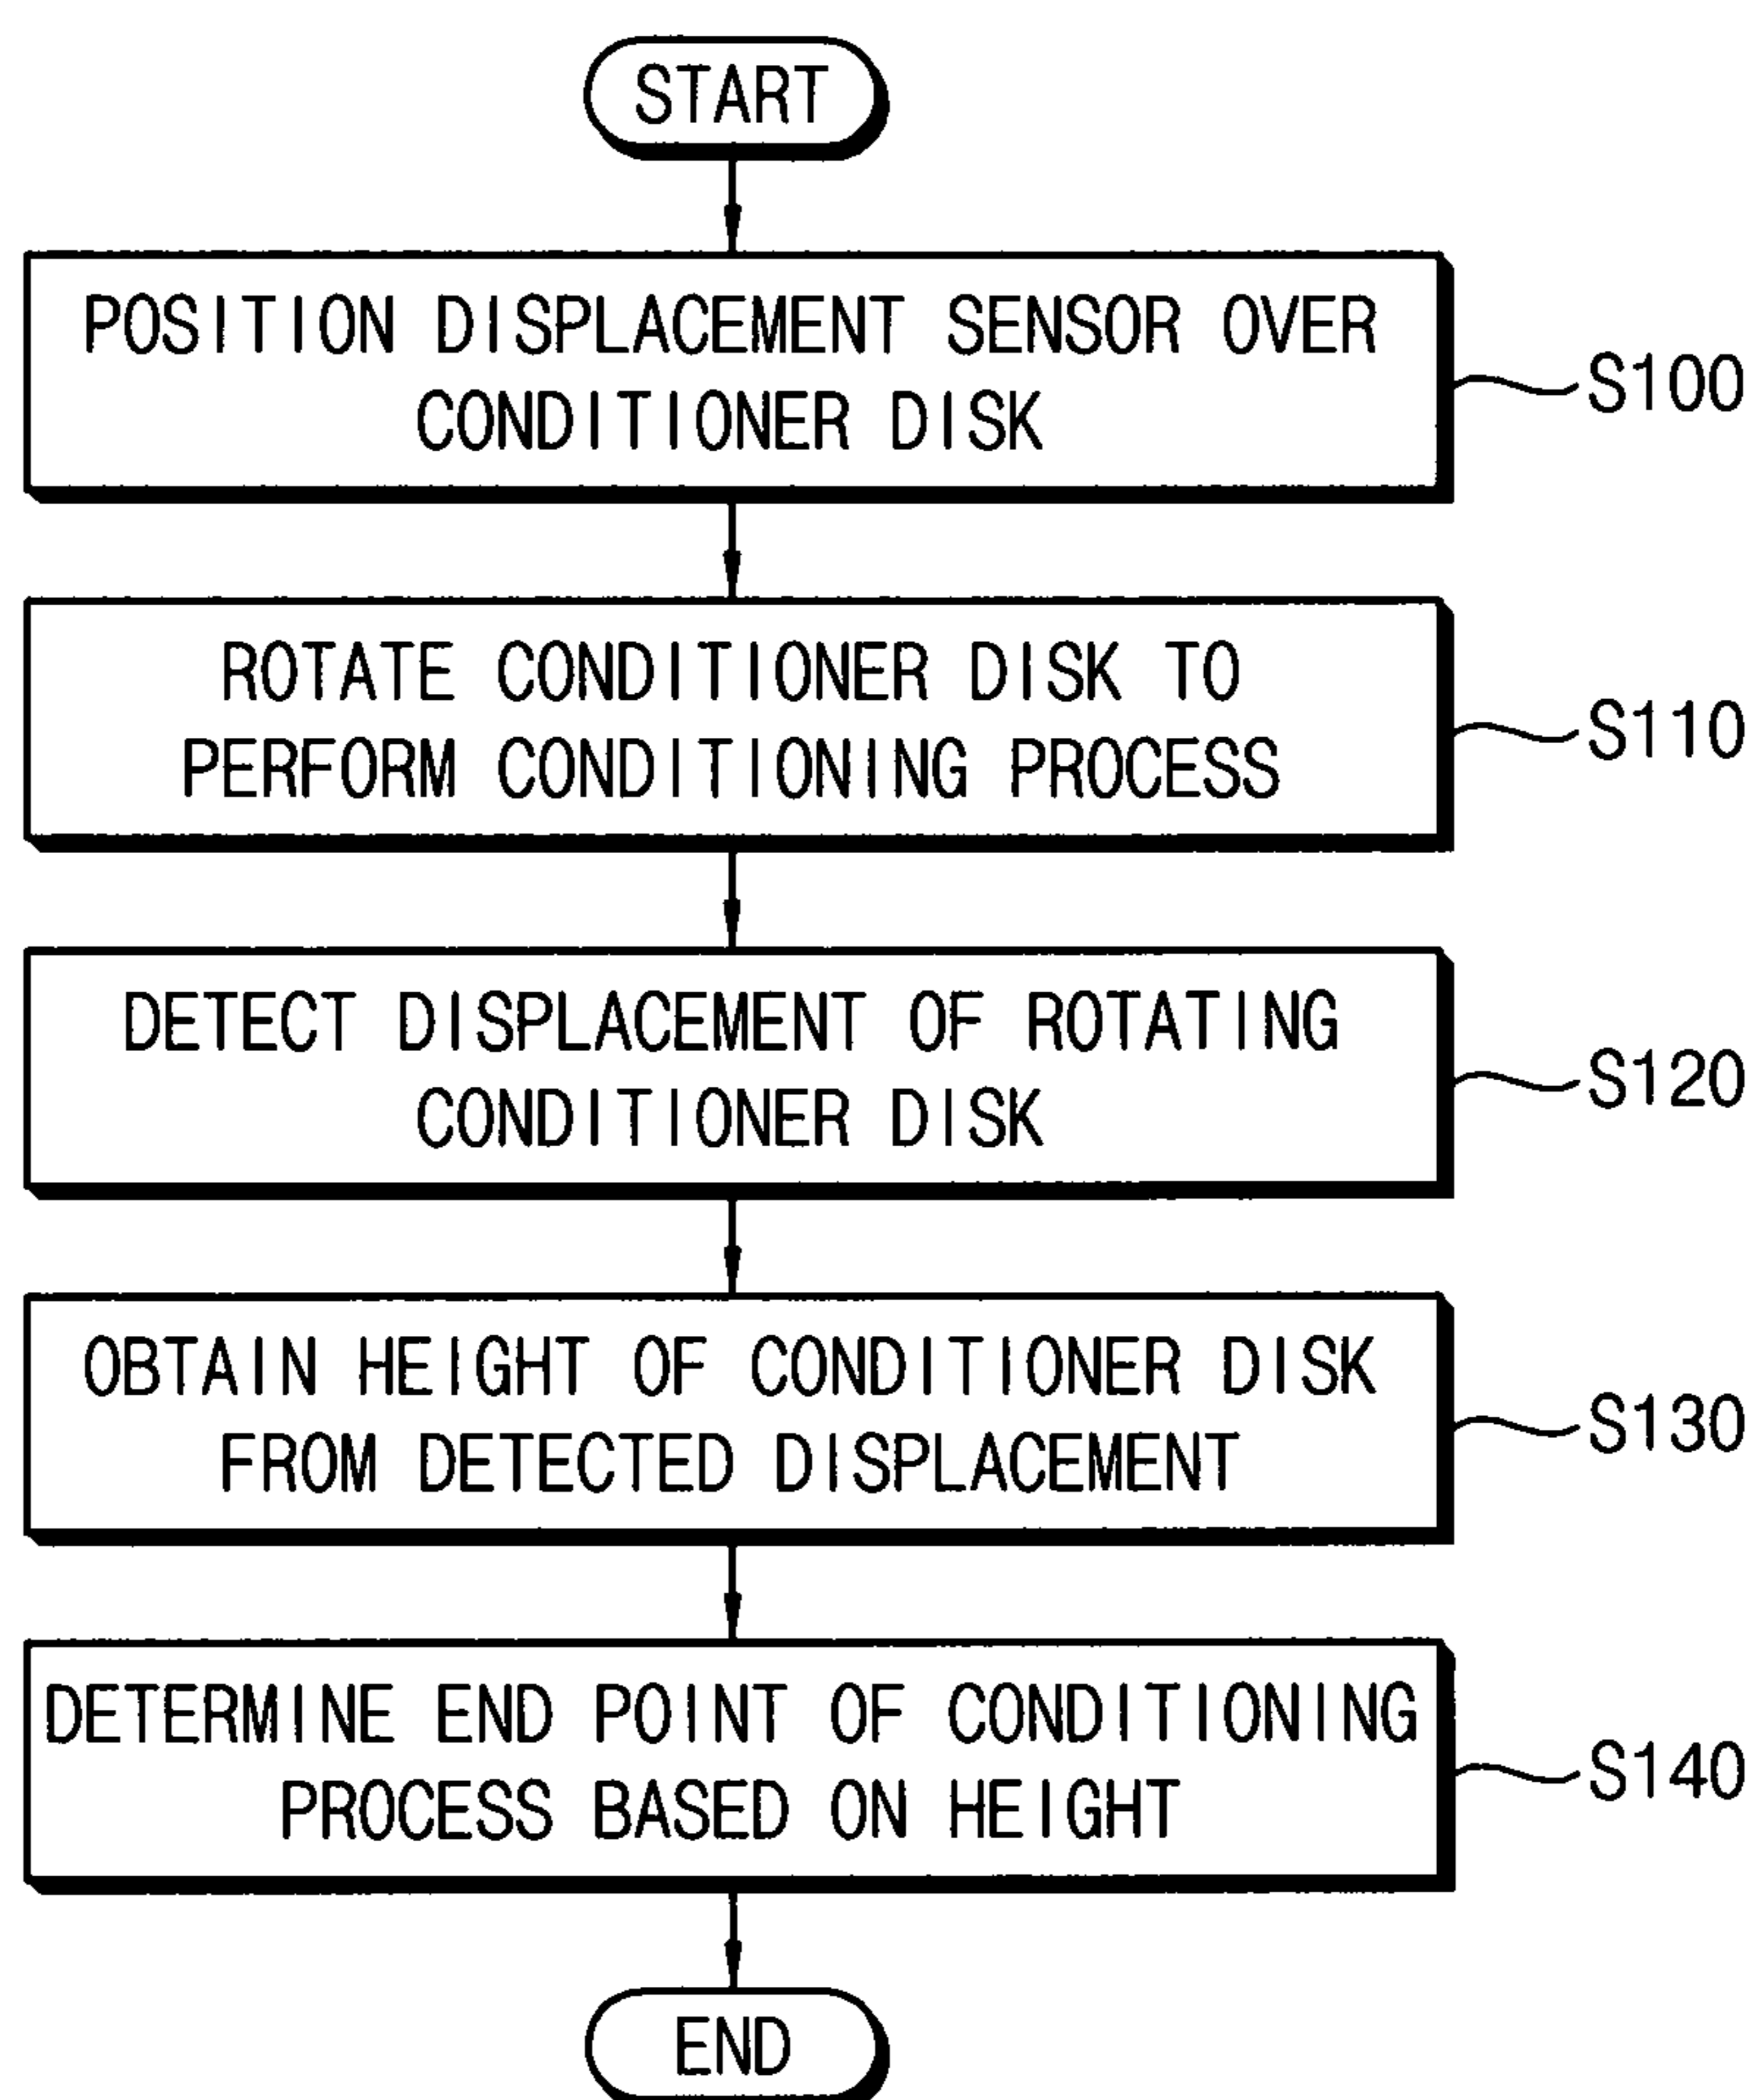 START
POSITION DISPLACEMENT SENSOR OVER
CONDITIONER DISK
S100
ROTATE CONDITIONER DISK TO
PERFORM CONDITIONING PROCESS
S110
DETECT DISPLACEMENT OF ROTATING
CONDITIONER DISK
S120
OBTAIN HEIGHT OF CONDITIONER DISK
FROM DETECTED DISPLACEMENT
S130
DETERMINE END POINT OF CONDITIONING
PROCESS BASED ON HEIGHT
S140
END